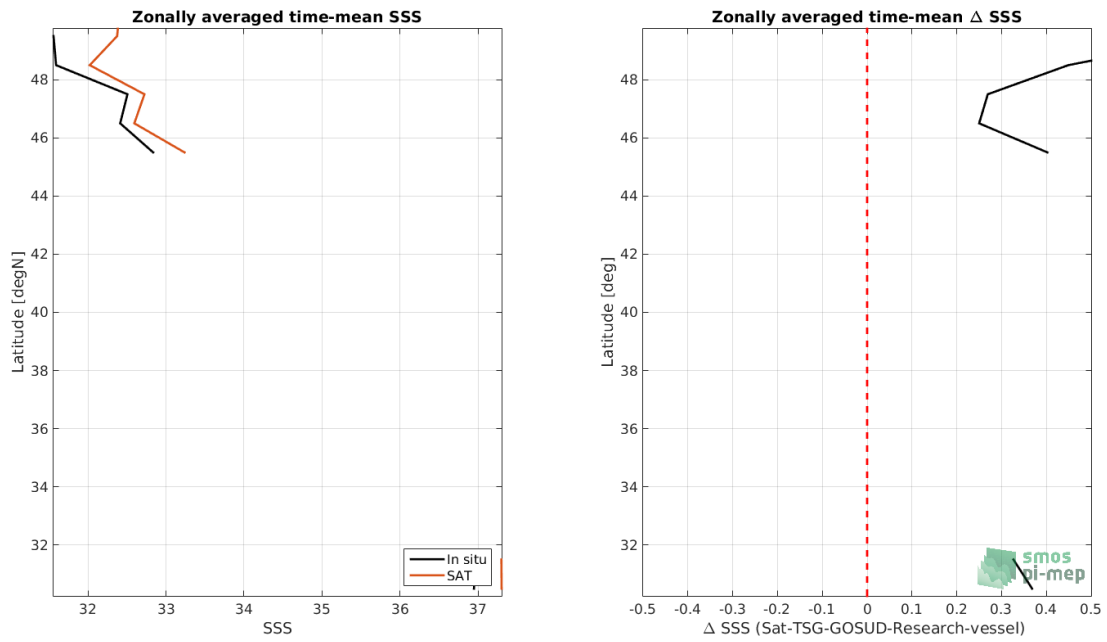 Zonally averaged time-mean SSS
Latitude [degN]
48
46
44
42
40
38
36
34
32
32 33 34 35 36 37
SSS
In situ
SAT
Zonally averaged time-mean Δ SSS
Latitude [deg]
48
46
44
42
40
38
36
34
32
-0.5 -0.4 -0.3 -0.2 -0.1 0 0.1 0.2 0.3 0.4 0.5
Δ SSS (Sat-TSG-GOSUD-Research-vessel)
smos
pi-mep